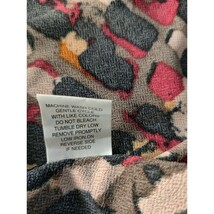 MACHINE WASH COLD
GENTLE CYCLE
WITH LIKE COLORS
DO NOT BLEACH
TUMBLE DRY LOW
REMOVE PROMPTLY
LOW IRON ON
REVERSE SIDE
IF NEEDED